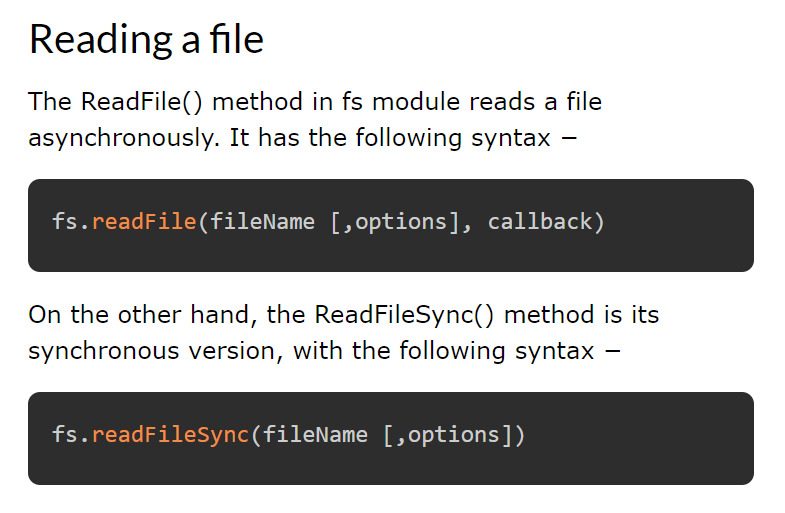 Reading a file
The ReadFile() method in fs module reads a file
asynchronously. It has the following syntax −
fs.readFile(fileName [,options], callback)
On the other hand, the ReadFileSync() method is its
synchronous version, with the following syntax −
fs.readFileSync(fileName [,options])